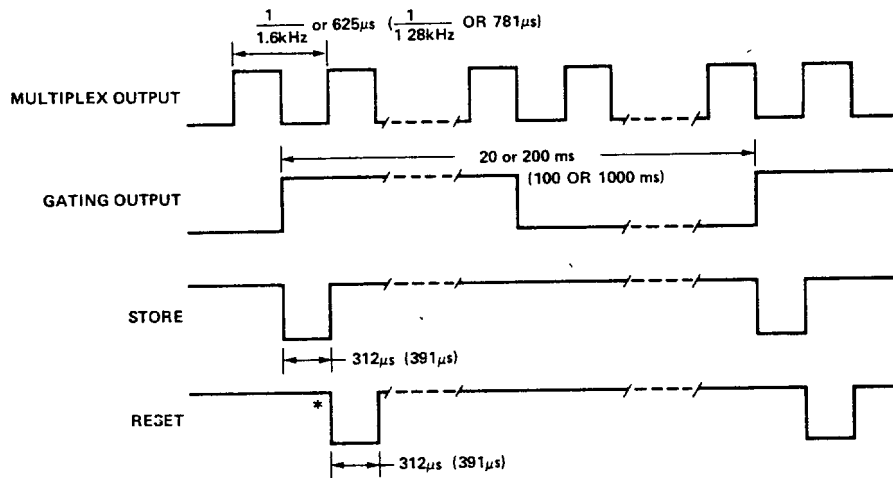 1/1.6kHz or 625μs (1/1 28kHz OR 781μs)
MULTIPLEX OUTPUT
20 or 200 ms
(100 OR 1000 ms)
GATING OUTPUT
STORE
312μs (391μs)
*
RESET
312μs (391μs)